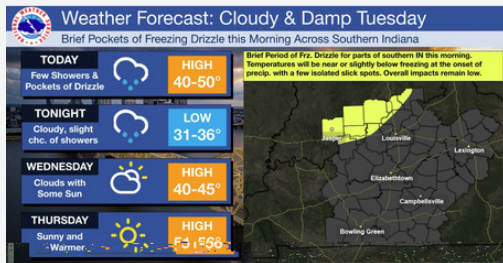 Weather Forecast: Cloudy & Damp Tuesday
Brief Pockets of Freezing Drizzle this Morning Across Southern Indiana
TODAY
Few Showers &
Pockets of Drizzle
HIGH
40-50°
TONIGHT
Cloudy, slight
chc. of showers
LOW
31-36°
WEDNESDAY
Clouds with
Some Sun
HIGH
40-45°
THURSDAY
Sunny and
Warmer
HIGH
Brief Period of Frz. Drizzle for parts of southern IN this morning.
Temperatures will be near or slightly below freezing at the onset of
precip. with a few isolated slick spots. Overall impacts remain low.
Jasper
Louisville
Lexington
Elizabethtown
Campbellsville
Bowling Green